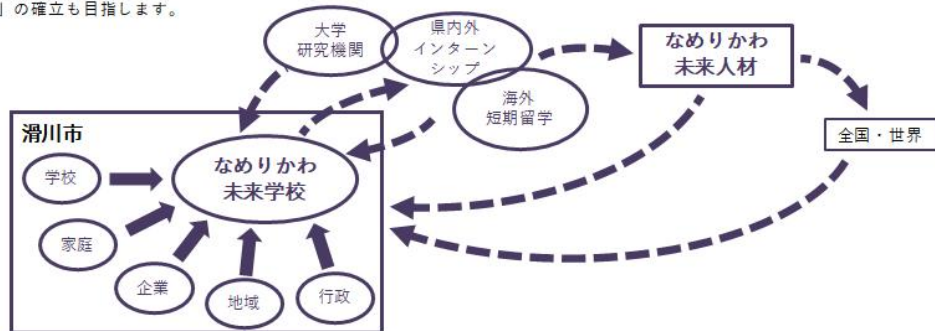 」の確立も目指します。
大学
研究機関
県内外
インターン
シップ
なめりかわ
未来人材
海外
短期留学
全国・世界
滑川市
なめりかわ
未来学校
学校
家庭
企業
地域
行政